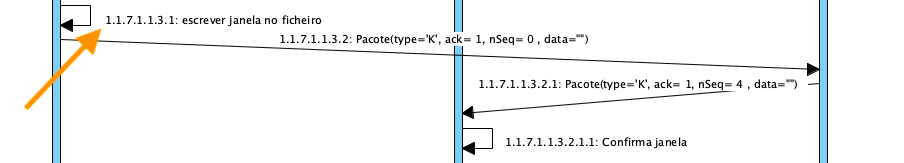 1.1.7.1.1.3.1: escrever janela no ficheiro
1.1.7.1.1.3.2: Pacote(type='K', ack= 1, nSeq= 0 , data="")
1.1.7.1.1.3.2.1: Pacote(type='K', ack= 1, nSeq= 4 , data="")
1.1.7.1.1.3.2.1.1: Confirma janela